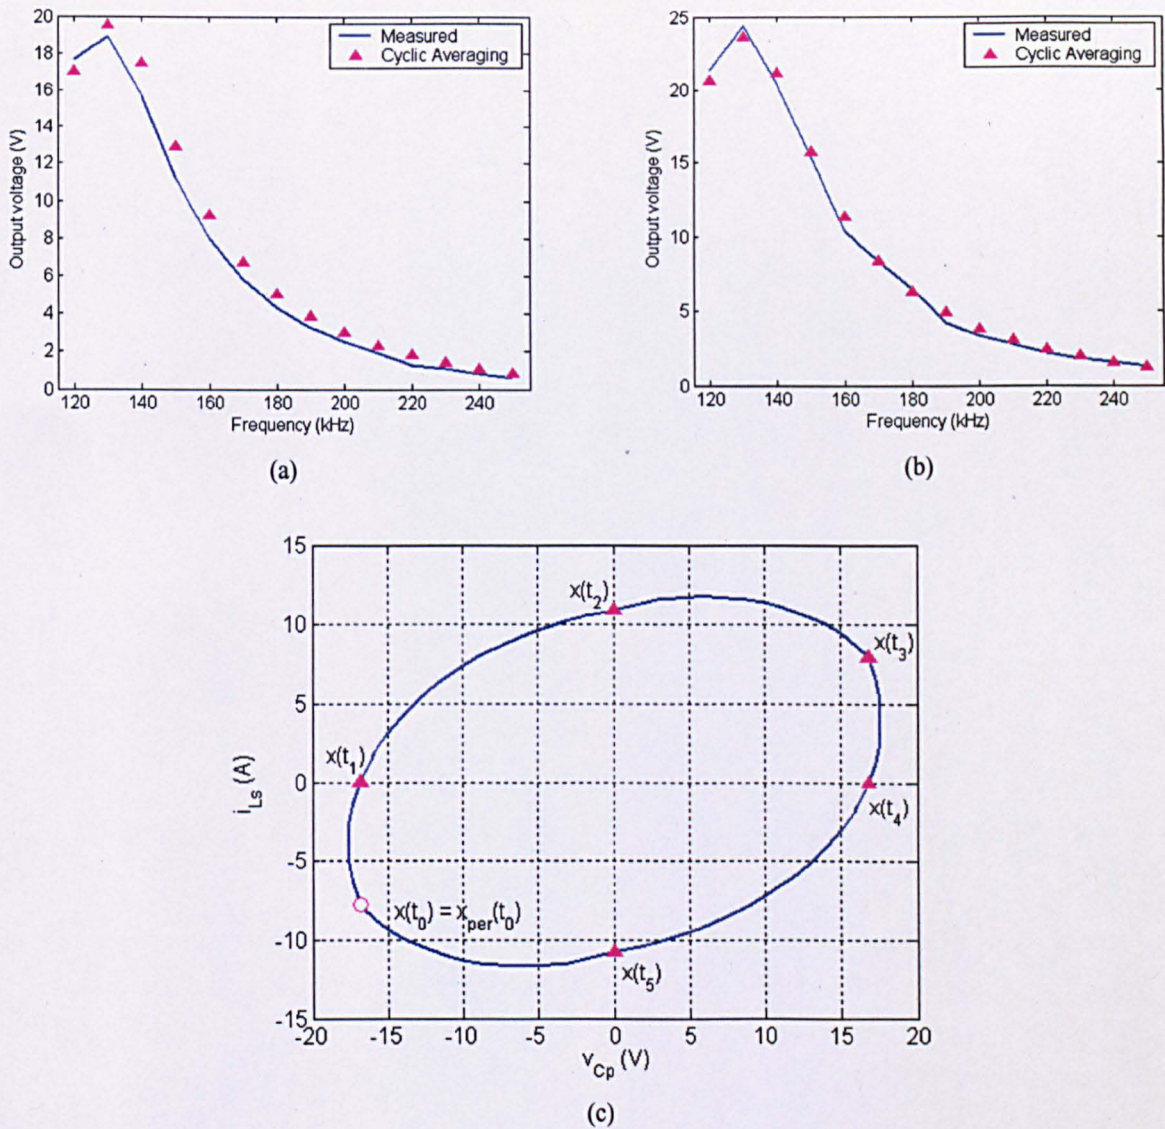 20
18
16
14
12
10
8
6
4
2
0
Output voltage (V)
Measured
Cyclic Averaging
120 140 160 180 200 220 240
Frequency (kHz)
(a)
25
20
15
10
5
0
Output voltage (V)
Measured
Cyclic Averaging
120 140 160 180 200 220 240
Frequency (kHz)
(b)
15
10
5
0
-5
-10
-15
i_Ls (A)
x(t_2)
x(t_3)
x(t_1)
x(t_4)
x(t_0) = x_per(t_0)
x(t_5)
-20 -15 -10 -5 0 5 10 15 20
v_Cp (V)
(c)